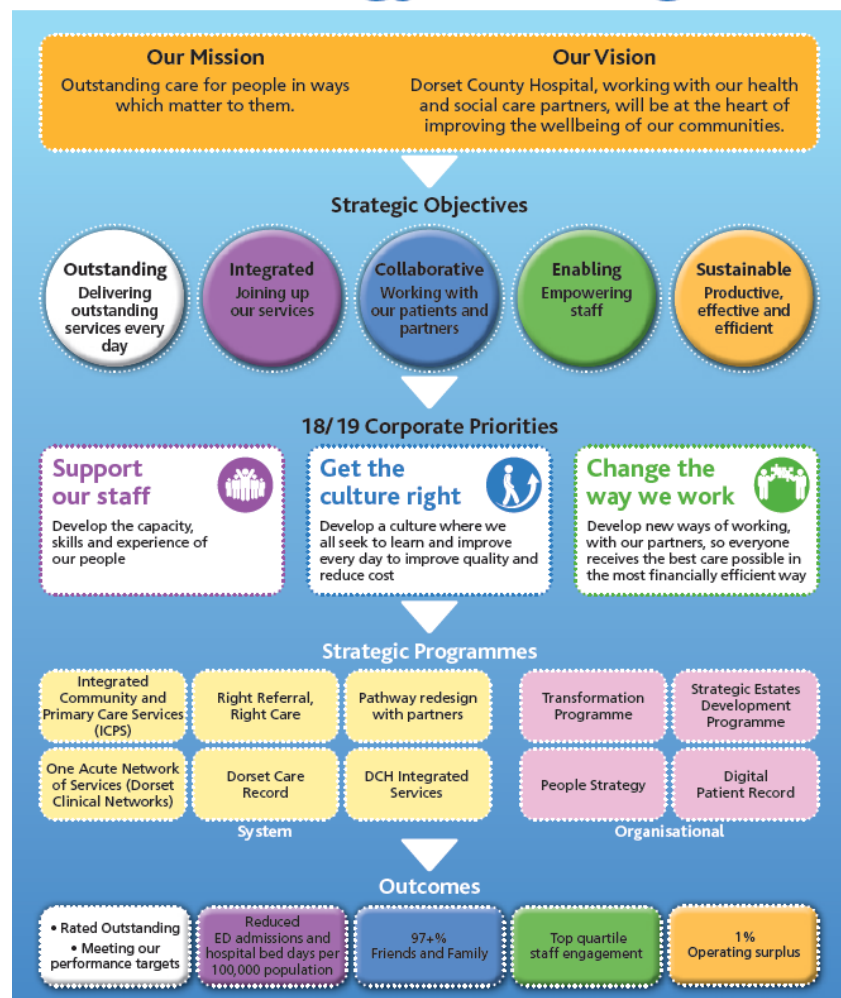 Our Mission
Outstanding care for people in ways
which matter to them.
Our Vision
Dorset County Hospital, working with our health
and social care partners, will be at the heart of
improving the wellbeing of our communities.
Strategic Objectives
Outstanding
Delivering
outstanding
services every
day
Integrated
Joining up
our services
Collaborative
Working with
our patients and
partners
Enabling
Empowering
staff
Sustainable
Productive,
effective and
efficient
18/19 Corporate Priorities
Support
our staff
Develop the capacity,
skills and experience of
our people
Get the
culture right
Develop a culture where we
all seek to learn and improve
every day to improve quality and
reduce cost
Change the
way we work
Develop new ways of working,
with our partners, so everyone
receives the best care possible in
the most financially efficient way
Strategic Programmes
Integrated
Community and
Primary Care Services
(ICPS)
Right Referral,
Right Care
Pathway redesign
with partners
Transformation
Programme
Strategic Estates
Development
Programme
One Acute Network
of Services (Dorset
Clinical Networks)
Dorset Care
Record
DCH Integrated
Services
People Strategy
Digital
Patient Record
System
Organisational
Outcomes
• Rated Outstanding
• Meeting our
performance targets
Reduced
ED admissions and
hospital bed days per
100,000 population
97+%
Friends and Family
Top quartile
staff engagement
1%
Operating surplus